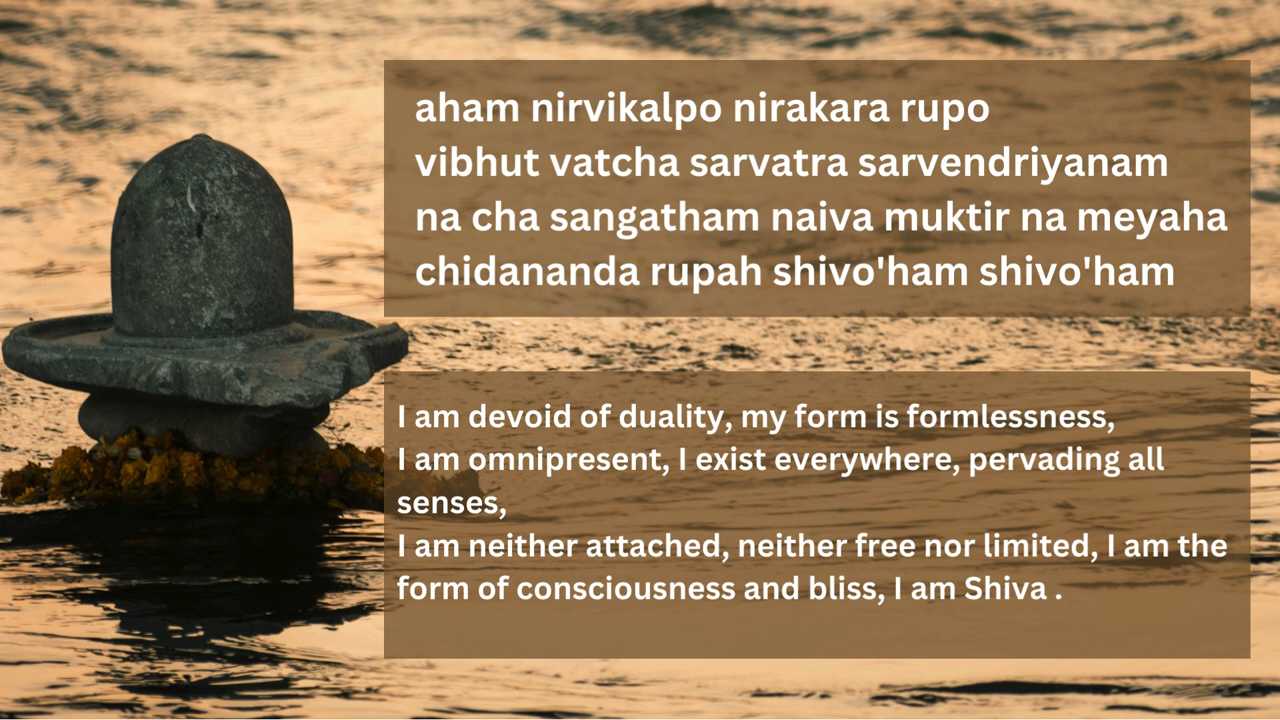 aham nirvikalpo nirakara rupo
vibhut vatcha sarvatra sarvendriyanam
na cha sangatham naiva muktir na meyaha
chidananda rupah shivo'ham shivo'ham
I am devoid of duality, my form is formlessness,
I am omnipresent, I exist everywhere, pervading all
senses,
I am neither attached, neither free nor limited, I am the
form of consciousness and bliss, I am Shiva .